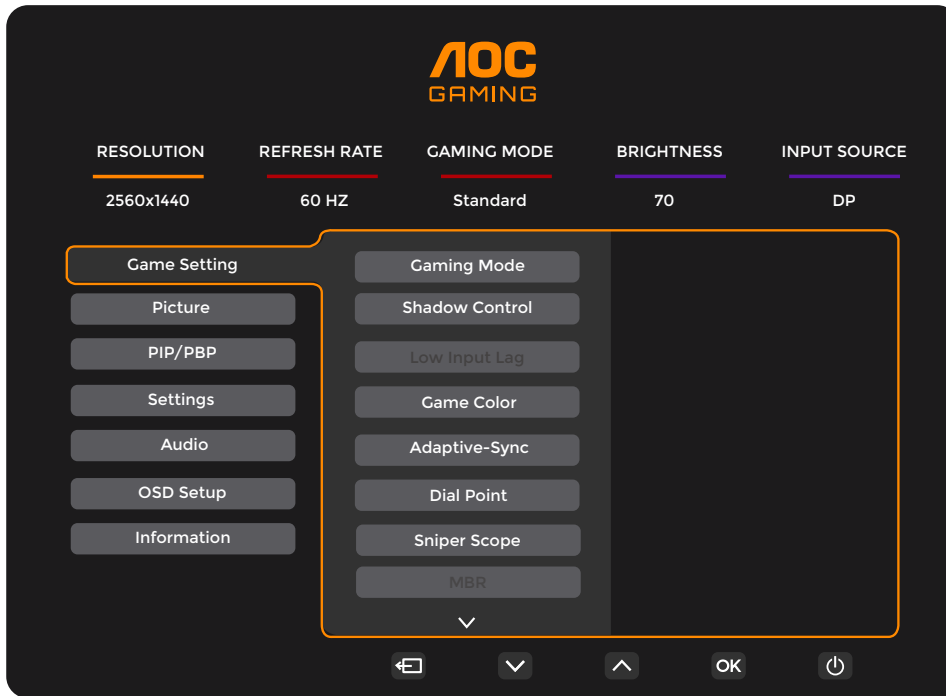 AOC
GAMING
RESOLUTION REFRESH RATE GAMING MODE BRIGHTNESS INPUT SOURCE
2560x1440 60 HZ Standard 70 DP
Game Setting
Picture
PIP/PBP
Settings
Audio
OSD Setup
Information
Gaming Mode
Shadow Control
Low Input Lag
Game Color
Adaptive-Sync
Dial Point
Sniper Scope
MBR
OK